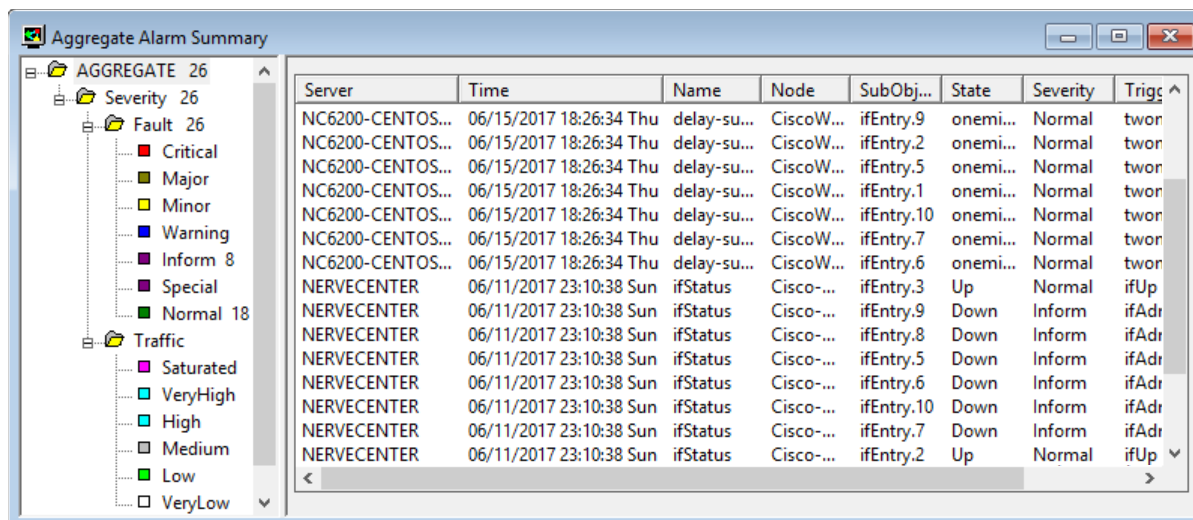 Aggregate Alarm Summary
AGGREGATE 26
Severity 26
Fault 26
Critical
Major
Minor
Warning
Inform 8
Special
Normal 18
Traffic
Saturated
VeryHigh
High
Medium
Low
VeryLow
Server Time Name Node SubObj... State Severity Trigg
NC6200-CENTOS... 06/15/2017 18:26:34 Thu delay-su... CiscoW... ifEntry.9 onemi... Normal twon
NC6200-CENTOS... 06/15/2017 18:26:34 Thu delay-su... CiscoW... ifEntry.2 onemi... Normal twon
NC6200-CENTOS... 06/15/2017 18:26:34 Thu delay-su... CiscoW... ifEntry.5 onemi... Normal twon
NC6200-CENTOS... 06/15/2017 18:26:34 Thu delay-su... CiscoW... ifEntry.1 onemi... Normal twon
NC6200-CENTOS... 06/15/2017 18:26:34 Thu delay-su... CiscoW... ifEntry.10 onemi... Normal twon
NC6200-CENTOS... 06/15/2017 18:26:34 Thu delay-su... CiscoW... ifEntry.7 onemi... Normal twon
NC6200-CENTOS... 06/15/2017 18:26:34 Thu delay-su... CiscoW... ifEntry.6 onemi... Normal twon
NERVECENTER 06/11/2017 23:10:38 Sun ifStatus Cisco-... ifEntry.3 Up Normal ifUp
NERVECENTER 06/11/2017 23:10:38 Sun ifStatus Cisco-... ifEntry.9 Down Inform ifAdr
NERVECENTER 06/11/2017 23:10:38 Sun ifStatus Cisco-... ifEntry.8 Down Inform ifAdr
NERVECENTER 06/11/2017 23:10:38 Sun ifStatus Cisco-... ifEntry.5 Down Inform ifAdr
NERVECENTER 06/11/2017 23:10:38 Sun ifStatus Cisco-... ifEntry.6 Down Inform ifAdr
NERVECENTER 06/11/2017 23:10:38 Sun ifStatus Cisco-... ifEntry.10 Down Inform ifAdr
NERVECENTER 06/11/2017 23:10:38 Sun ifStatus Cisco-... ifEntry.7 Down Inform ifAdr
NERVECENTER 06/11/2017 23:10:38 Sun ifStatus Cisco-... ifEntry.2 Up Normal ifUp